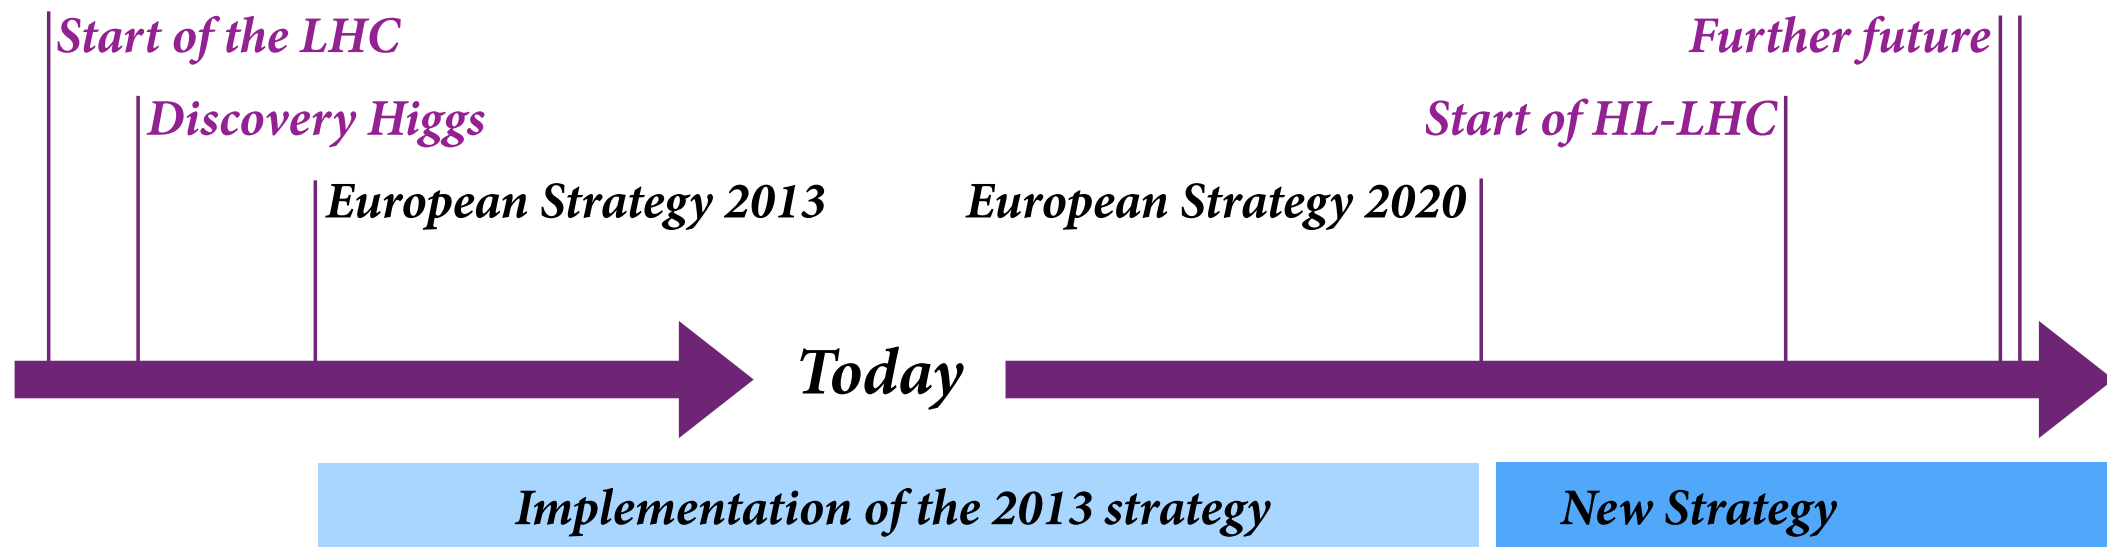 Start of the LHC
Further future
Discovery Higgs
Start of HL-LHC
European Strategy 2013
European Strategy 2020
Today
Implementation of the 2013 strategy
New Strategy